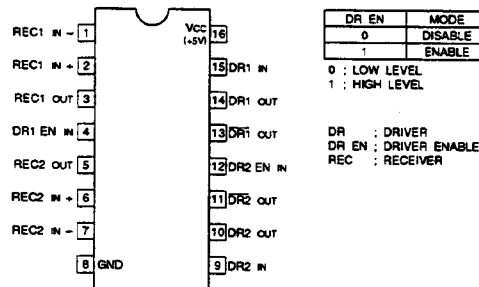 REC1 IN − 1
REC1 IN + 2
REC1 OUT 3
DR1 EN IN 4
REC2 OUT 5
REC2 IN + 6
REC2 IN − 7
8 GND
VCC 16
(+5V)
15 DR1 IN
14 DR1 OUT
13 D̅R̅1̅ OUT
12 DR2 EN IN
11 D̅R̅2̅ OUT
10 DR2 OUT
9 DR2 IN
DR EN MODE
0 DISABLE
1 ENABLE
0 ; LOW LEVEL
1 ; HIGH LEVEL
DR ; DRIVER
DR EN ; DRIVER ENABLE
REC ; RECEIVER